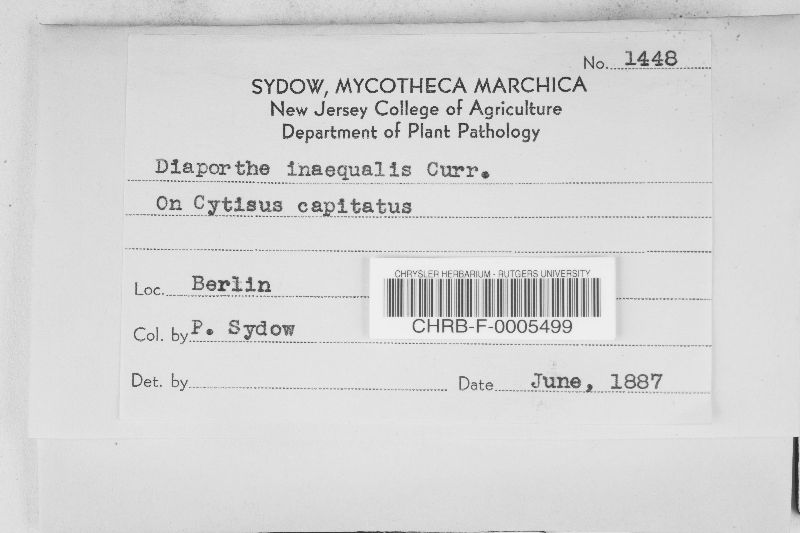 No. 1448
SYDOW, MYCOTHECA MARCHICA
New Jersey College of Agriculture
Department of Plant Pathology
Diaporthe inaequalis Curr.
On Cytisus capitatus
Loc. Berlin
CHRYSLER HERBARIUM - RUTGERS UNIVERSITY
CHRB-F-0005499
Col. by P. Sydow
Det. by
Date June, 1887